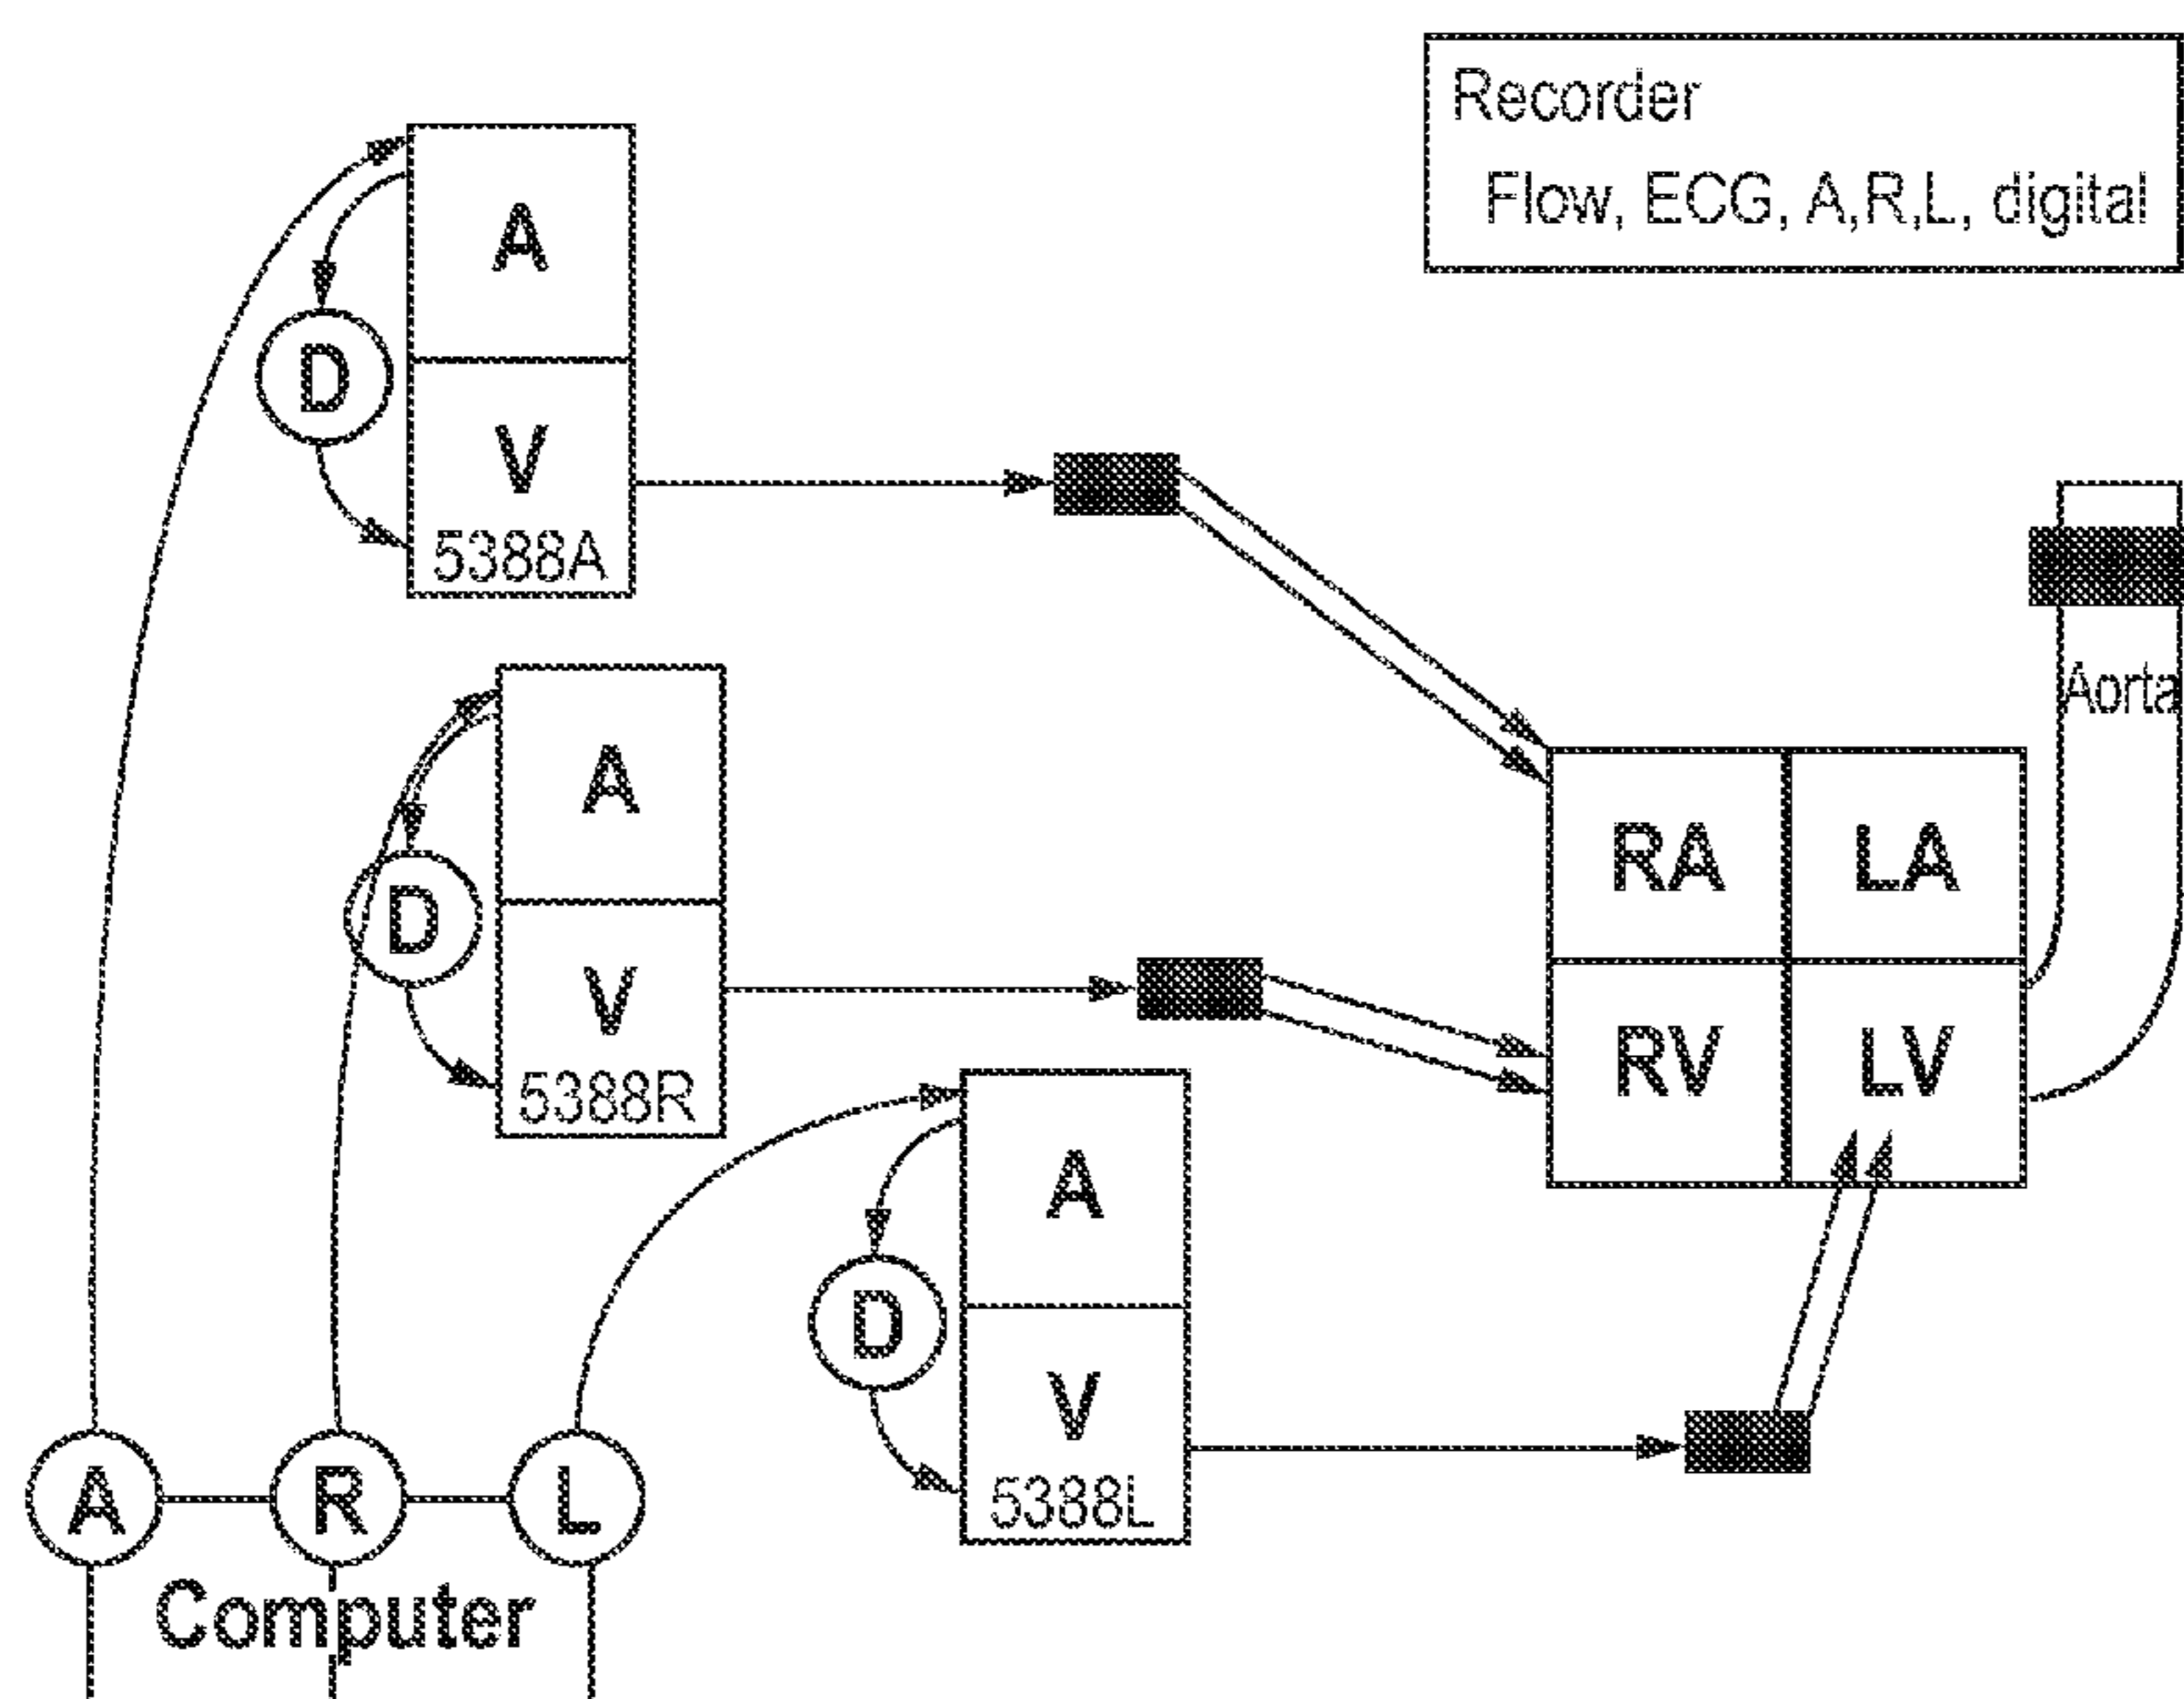 Recorder
Flow, ECG, A,R,L, digital
A
D
V
5388A
Aorta
A
D
V
5388R
RA LA
RV LV
A
D
V
5388L
A R L
Computer